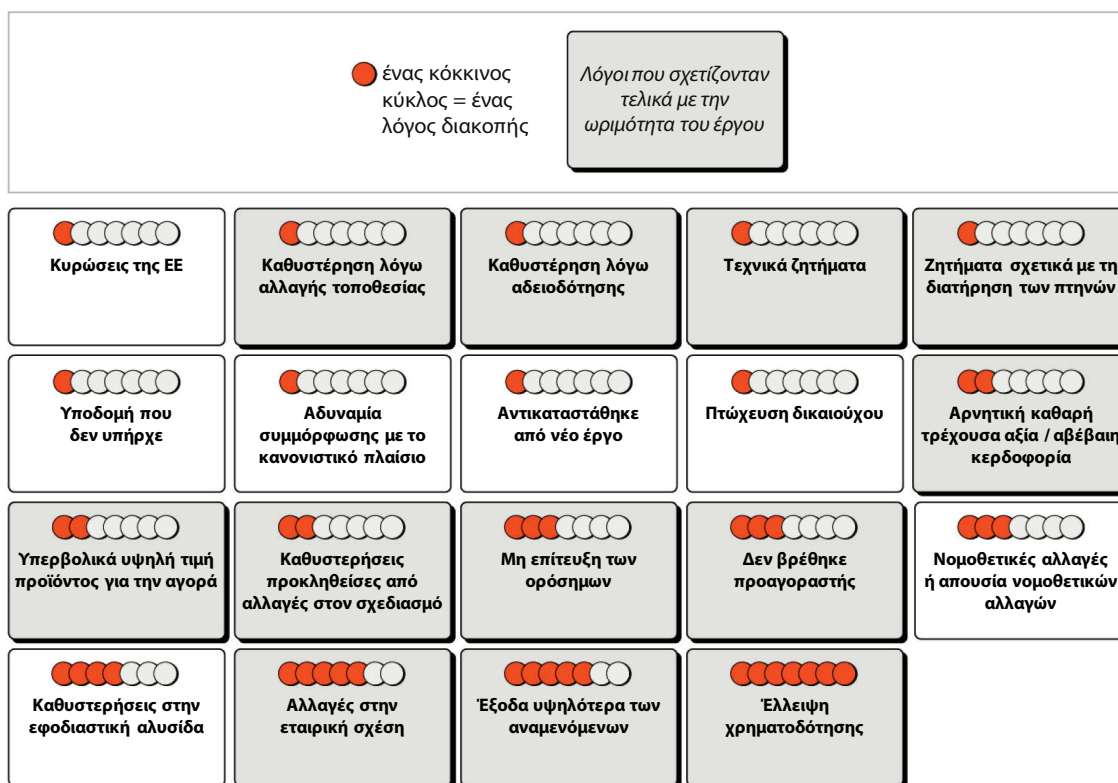 ένας κόκκινος
κύκλος = ένας
λόγος διακοπής
Λόγοι που σχετίζονταν
τελικά με την
ωριμότητα του έργου
Κυρώσεις της ΕΕ
Καθυστέρηση λόγω
αλλαγής τοποθεσίας
Καθυστέρηση λόγω
αδειοδότησης
Τεχνικά ζητήματα
Ζητήματα σχετικά με τη
διατήρηση των πτηνών
Υποδομή που
δεν υπήρχε
Αδυναμία
συμμόρφωσης με το
κανονιστικό πλαίσιο
Αντικαταστάθηκε
από νέο έργο
Πτώχευση δικαιούχου
Αρνητική καθαρή
τρέχουσα αξία / αβέβαιη
κερδοφορία
Υπερβολικά υψηλή τιμή
προϊόντος για την αγορά
Καθυστερήσεις
προκληθείσες από
αλλαγές στον σχεδιασμό
Μη επίτευξη των
ορόσημων
Δεν βρέθηκε
προαγοραστής
Νομοθετικές αλλαγές
ή απουσία νομοθετικών
αλλαγών
Καθυστερήσεις στην
εφοδιαστική αλυσίδα
Αλλαγές στην
εταιρική σχέση
Έξοδα υψηλότερα των
αναμενόμενων
Έλλειψη
χρηματοδότησης